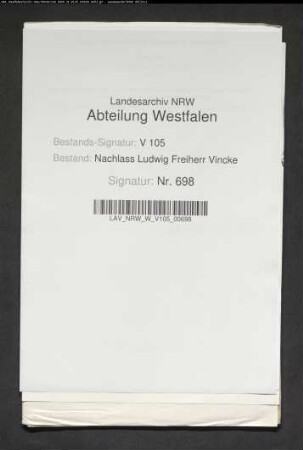 Landesarchiv NRW
Abteilung Westfalen
Bestands-Signatur: V 105
Bestand: Nachlass Ludwig Freiherr Vincke
Signatur: Nr. 698
LAV_NRW_W_V105_00698